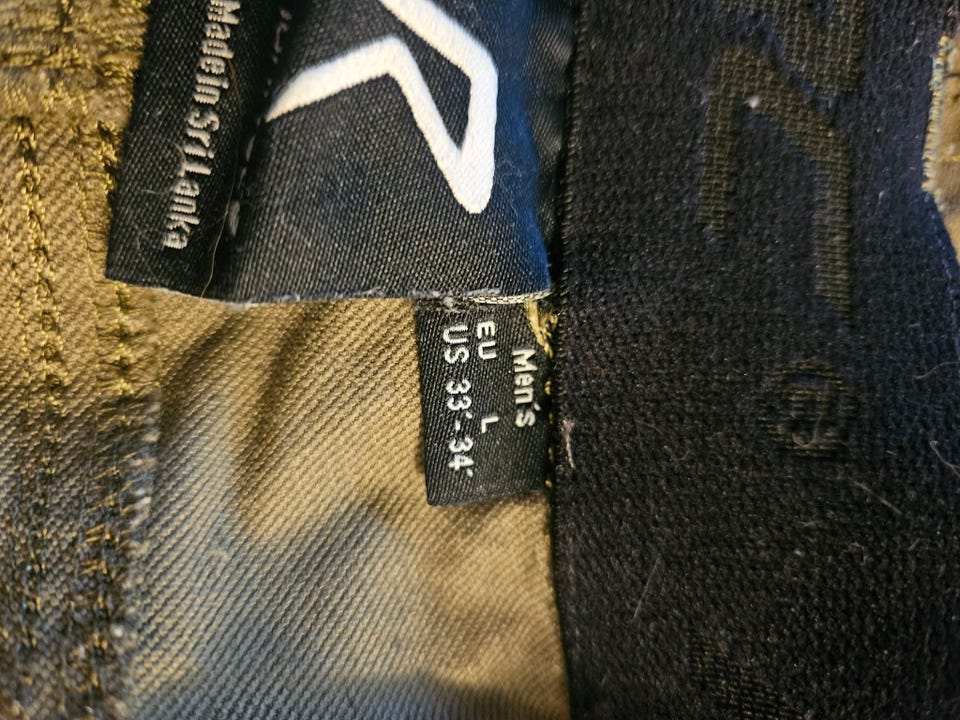 Made in Sri Lanka
Men's
EU L
US 33"-34"
®